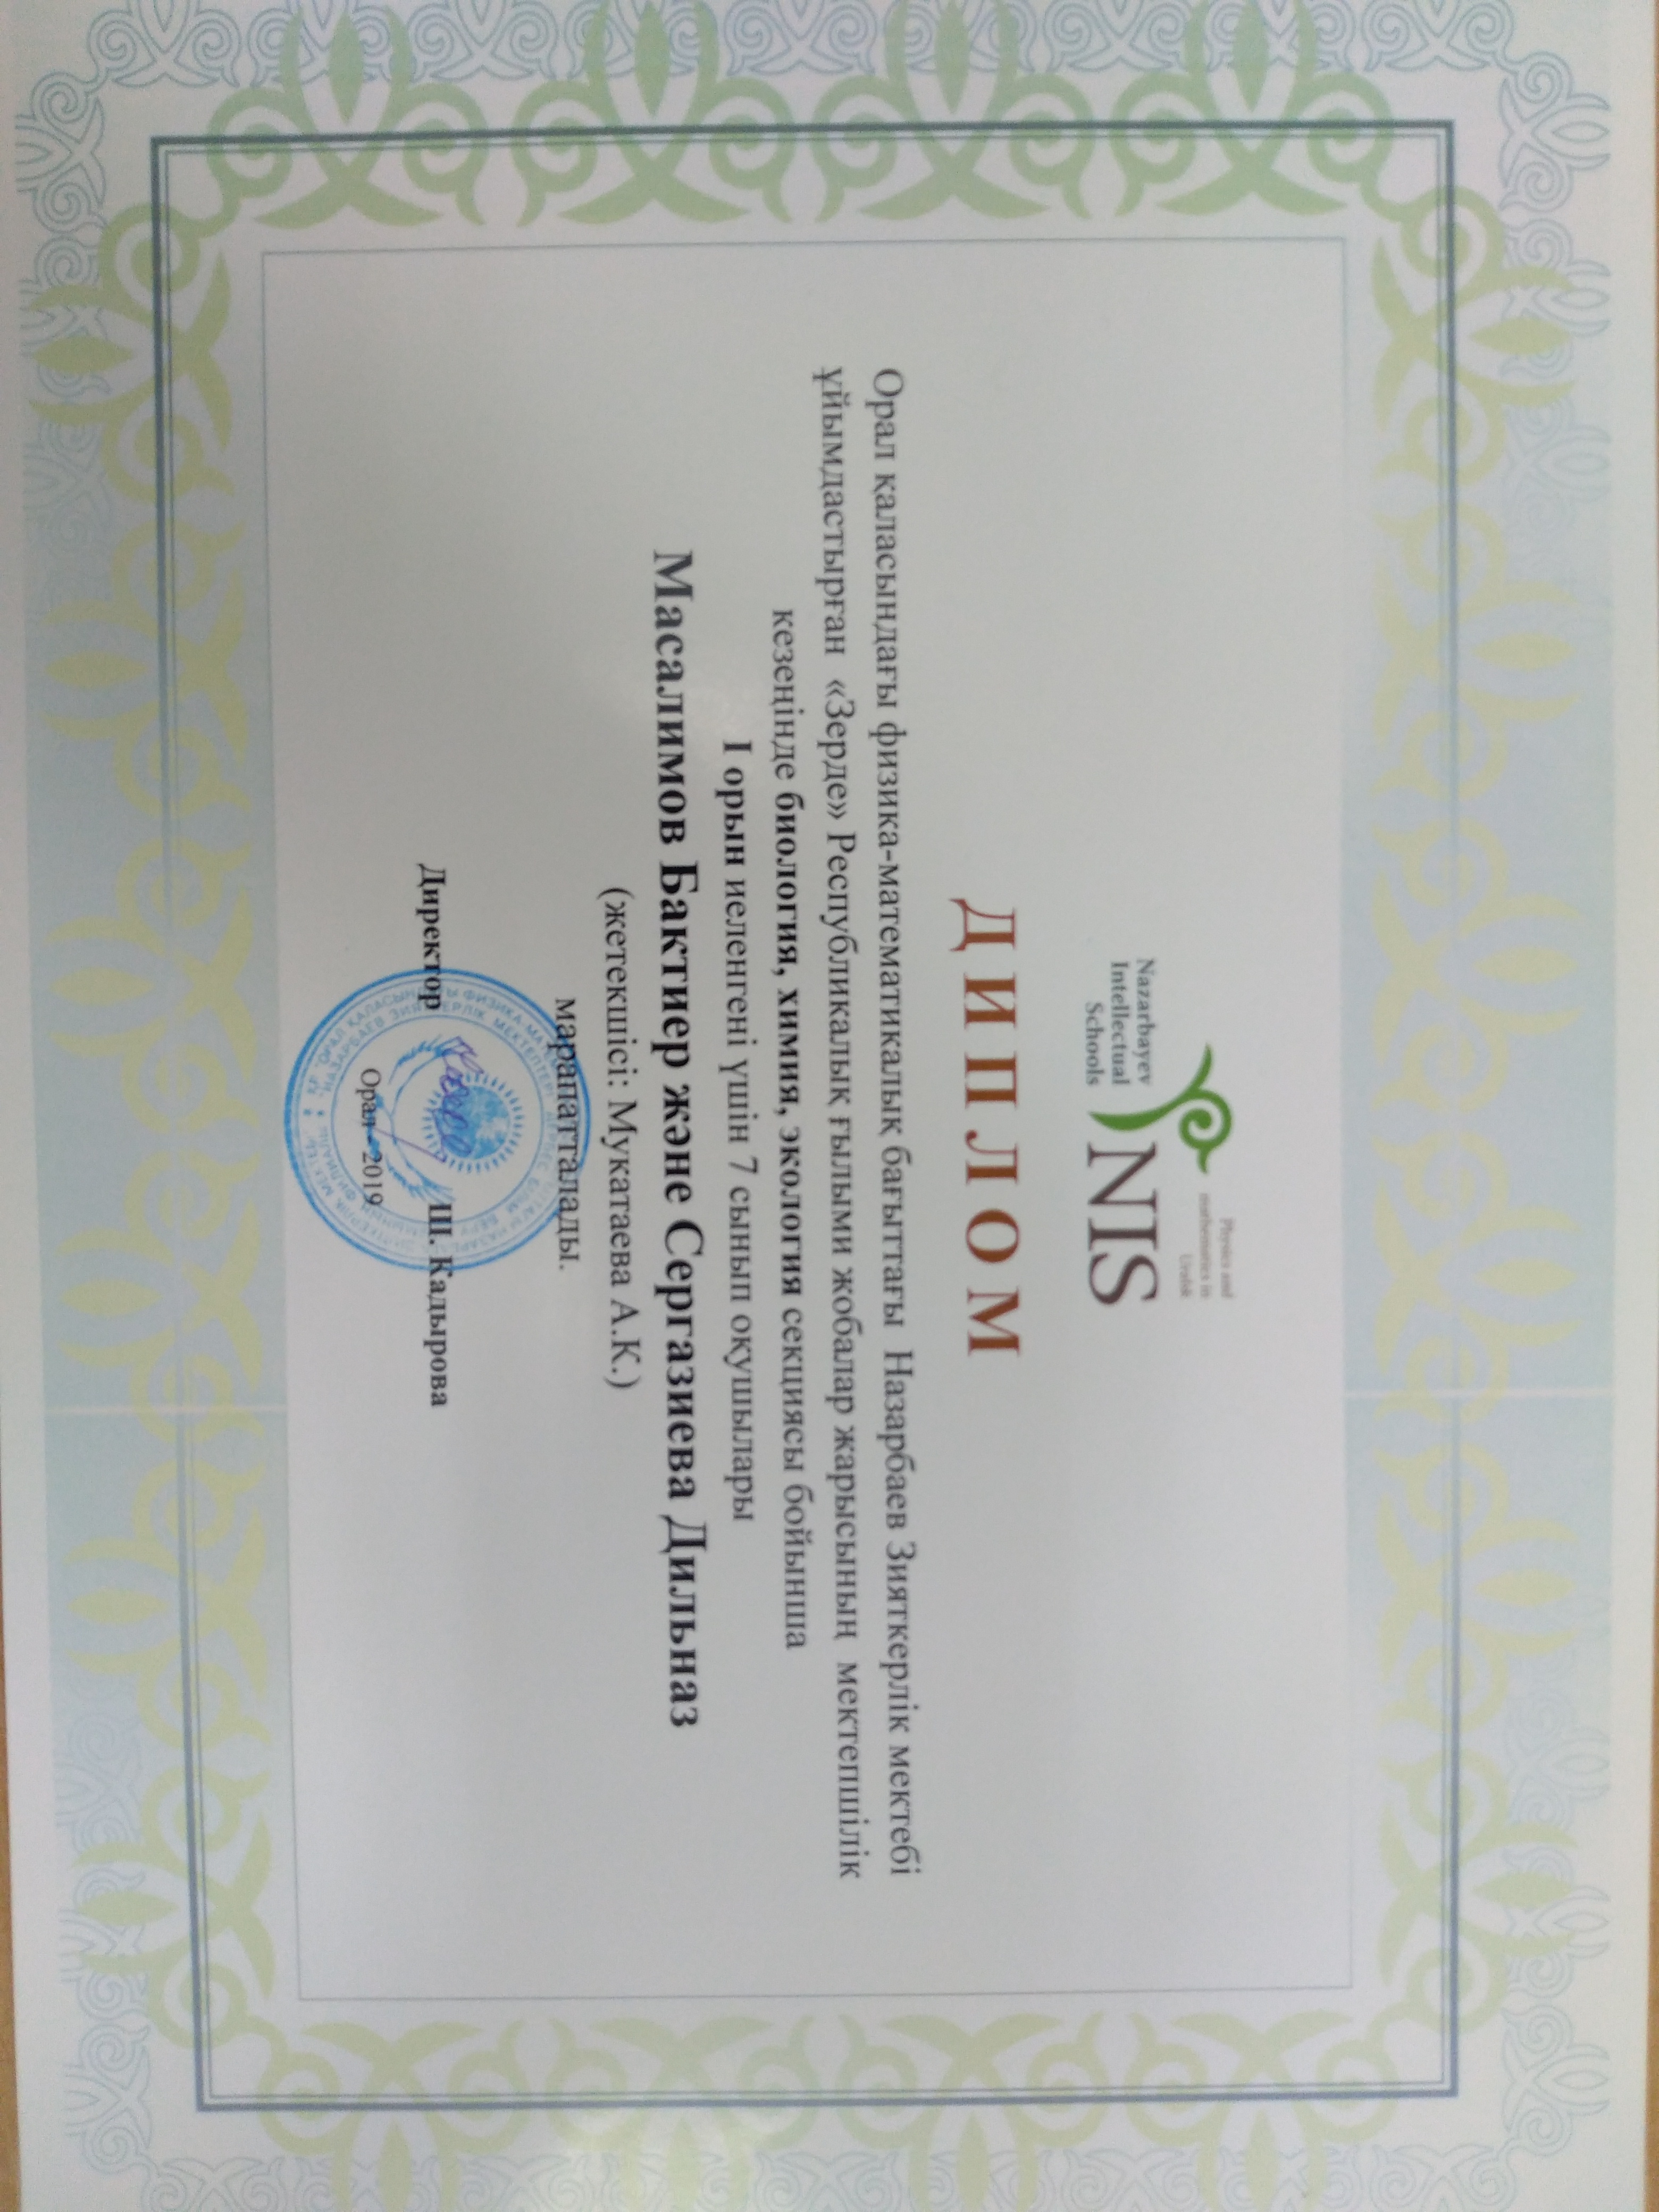 Nazarbayev
Intellectual
Schools
NIS
Physics and
mathematics in
Uralsk
ДИПЛОМ
Орал қаласындағы физика-математикалық бағыттағы Назарбаев Зияткерлік мектебі
ұйымдастырған «Зерде» Республикалық ғылыми жобалар жарысының мектепшілік
кезеңінде биология, химия, экология секциясы бойынша
І орын иеленгені үшін 7 сынып оқушылары
Масалимов Бактиер және Сергазиева Дильназ
(жетекшісі: Мукатаева А.К.)
марапатталады.
Директор Ш. Кадырова
Орал - 2019